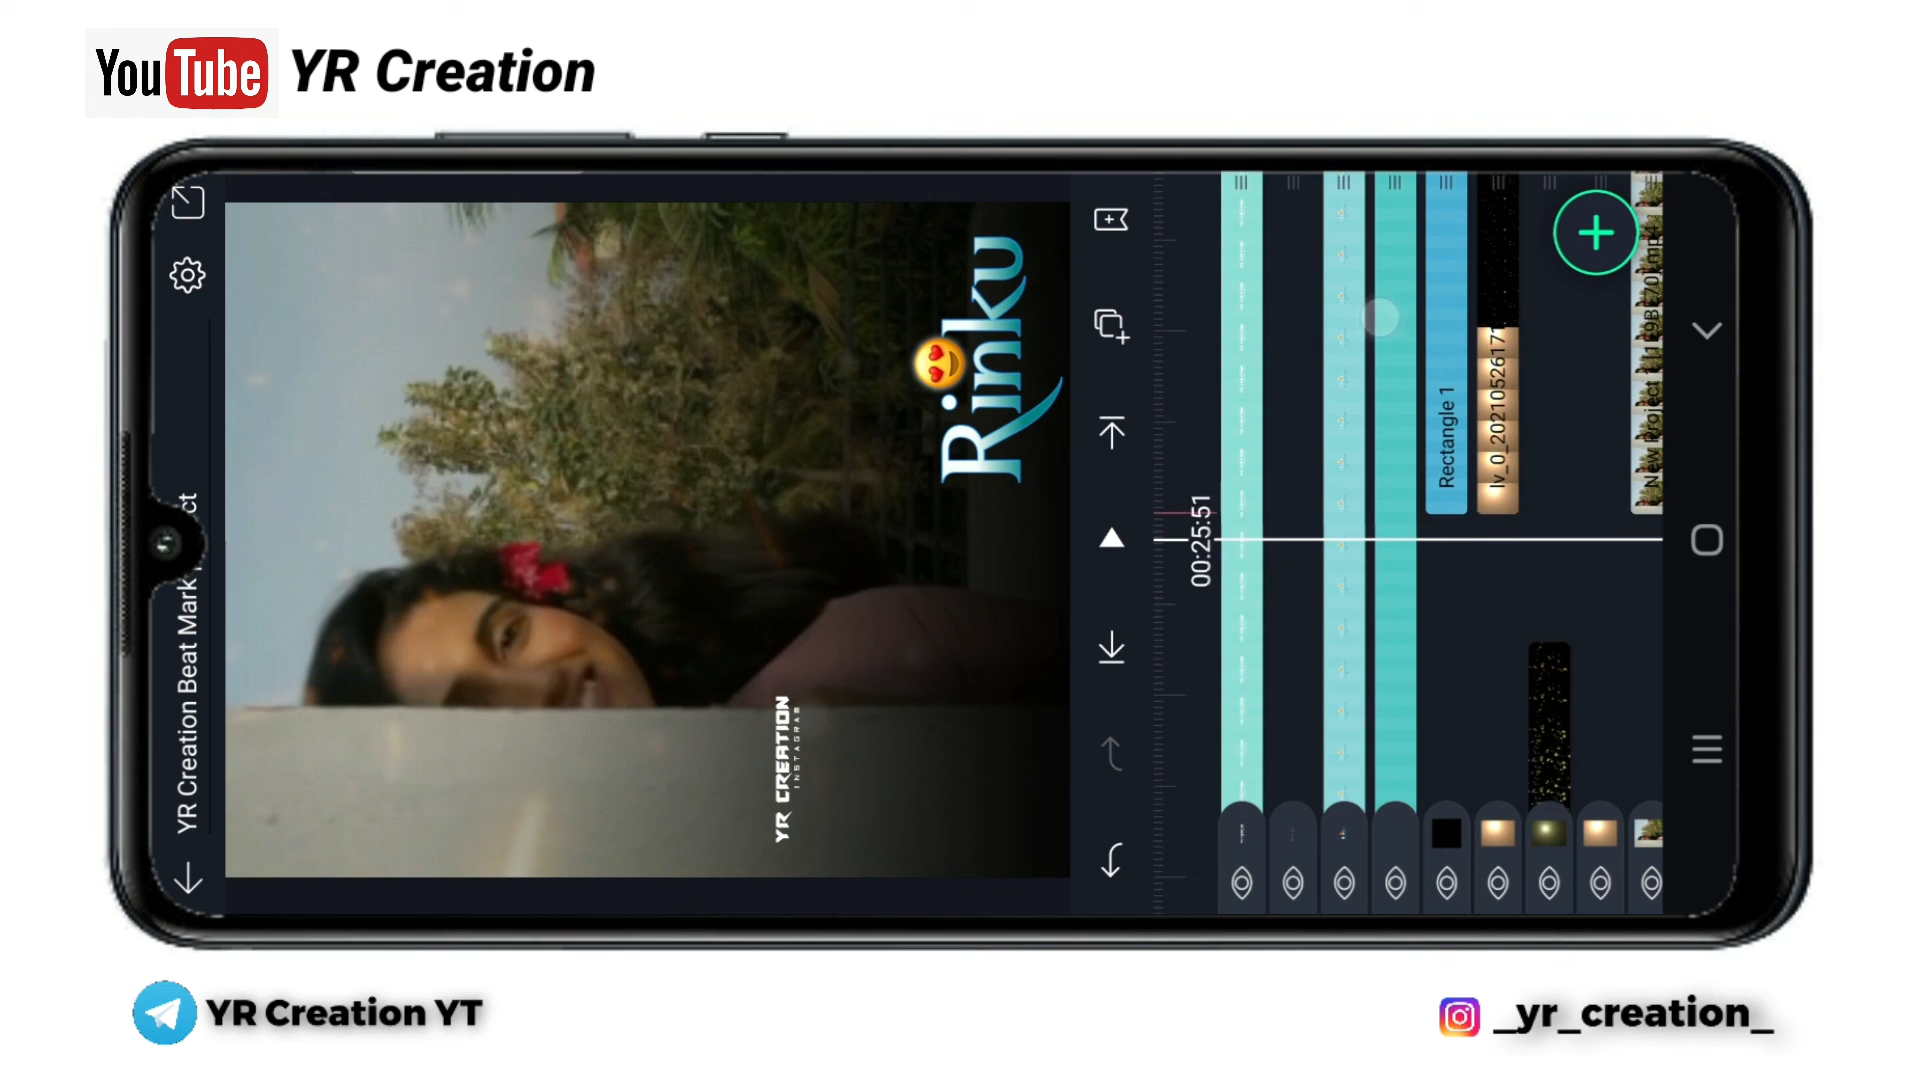 YouTube YR Creation
YR Creation Beat Mark
ct
Rinku
YR CREATION
INSTAGRAM
00:25:51
Rectangle 1
lv_0_2021052617
New Project
YR Creation YT
_yr_creation_